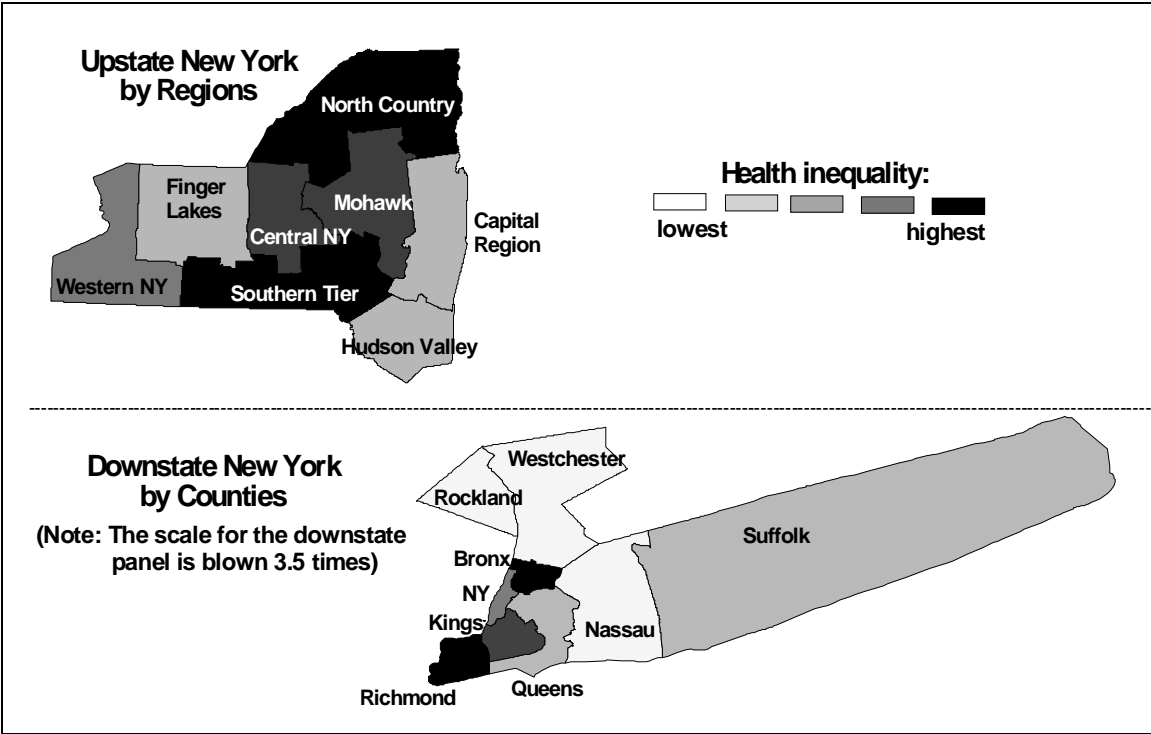 Upstate New York
by Regions
North Country
Finger
Lakes
Mohawk
Capital
Region
Central NY
Western NY
Southern Tier
Hudson Valley
Health inequality:
lowest
highest
Downstate New York
by Counties
(Note: The scale for the downstate
panel is blown 3.5 times)
Westchester
Rockland
Suffolk
Bronx
NY
Kings
Nassau
Queens
Richmond